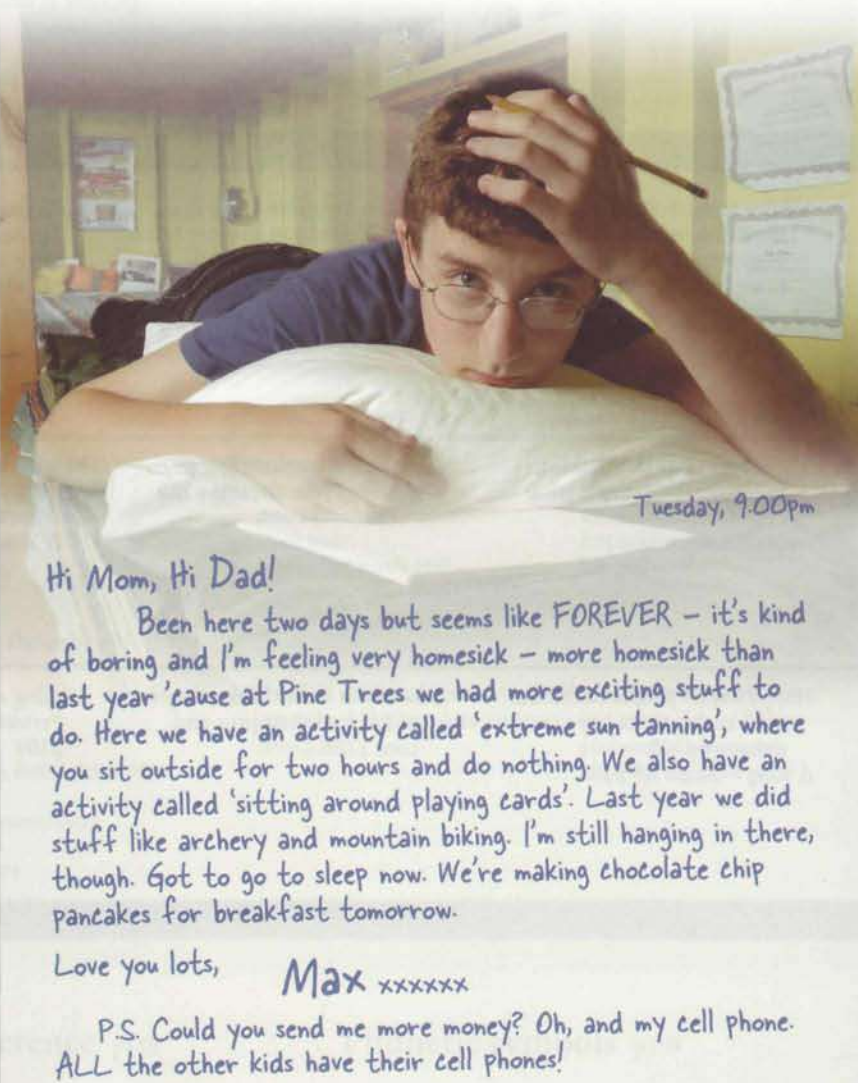 Tuesday, 9.00pm
Hi Mom, Hi Dad!
Been here two days but seems like FOREVER – it's kind
of boring and I'm feeling very homesick – more homesick than
last year 'cause at Pine Trees we had more exciting stuff to
do. Here we have an activity called 'extreme sun tanning', where
you sit outside for two hours and do nothing. We also have an
activity called 'sitting around playing cards'. Last year we did
stuff like archery and mountain biking. I'm still hanging in there,
though. Got to go to sleep now. We're making chocolate chip
pancakes for breakfast tomorrow.
Love you lots,
Max xxxxxx
P.S. Could you send me more money? Oh, and my cell phone.
ALL the other kids have their cell phones!